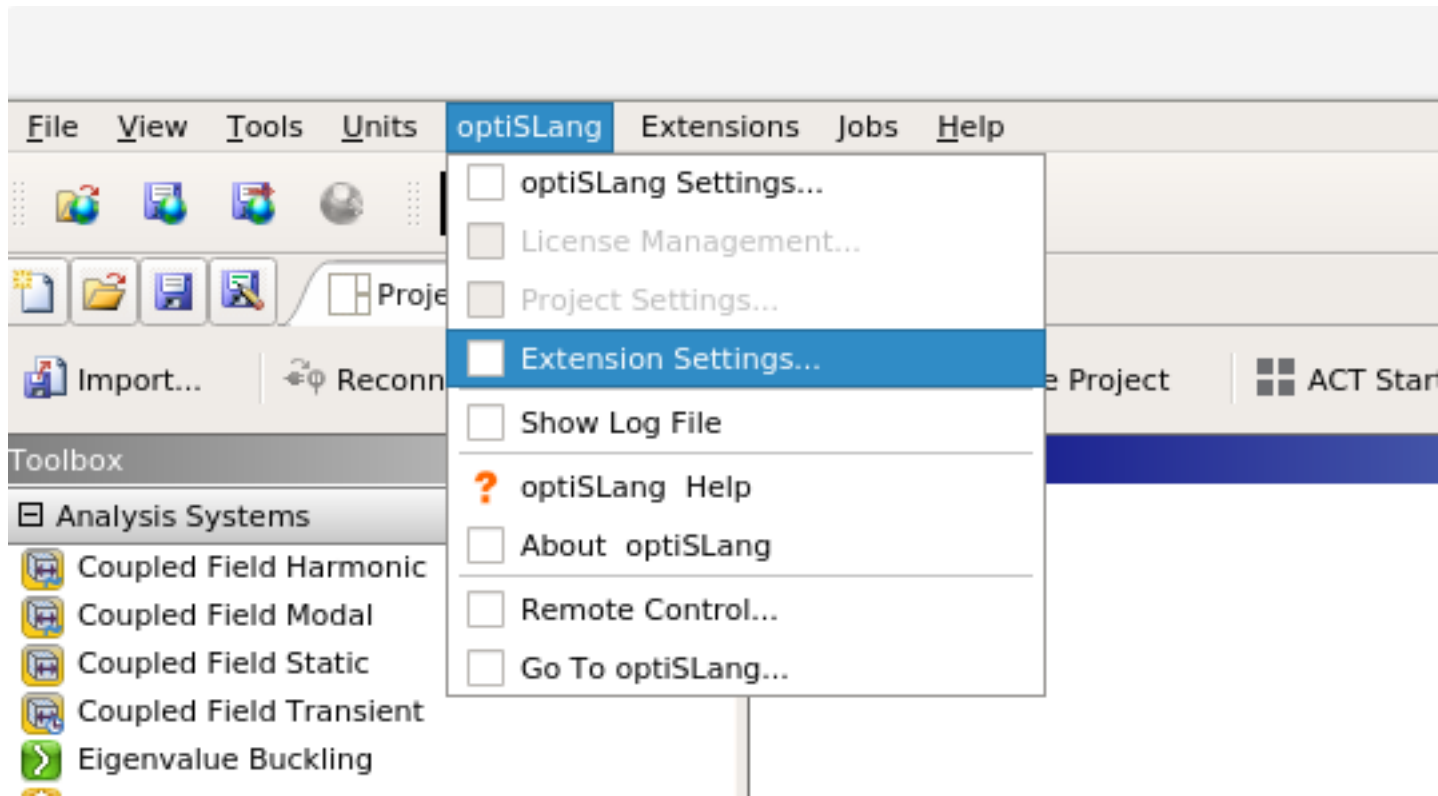 File View Tools Units optiSLang Extensions Jobs Help
optiSLang Settings...
License Management...
Project Settings...
Extension Settings...
Show Log File
optiSLang Help
About optiSLang
Remote Control...
Go To optiSLang...
Proje
Import... Reconn e Project ACT Start
Toolbox
Analysis Systems
Coupled Field Harmonic
Coupled Field Modal
Coupled Field Static
Coupled Field Transient
Eigenvalue Buckling